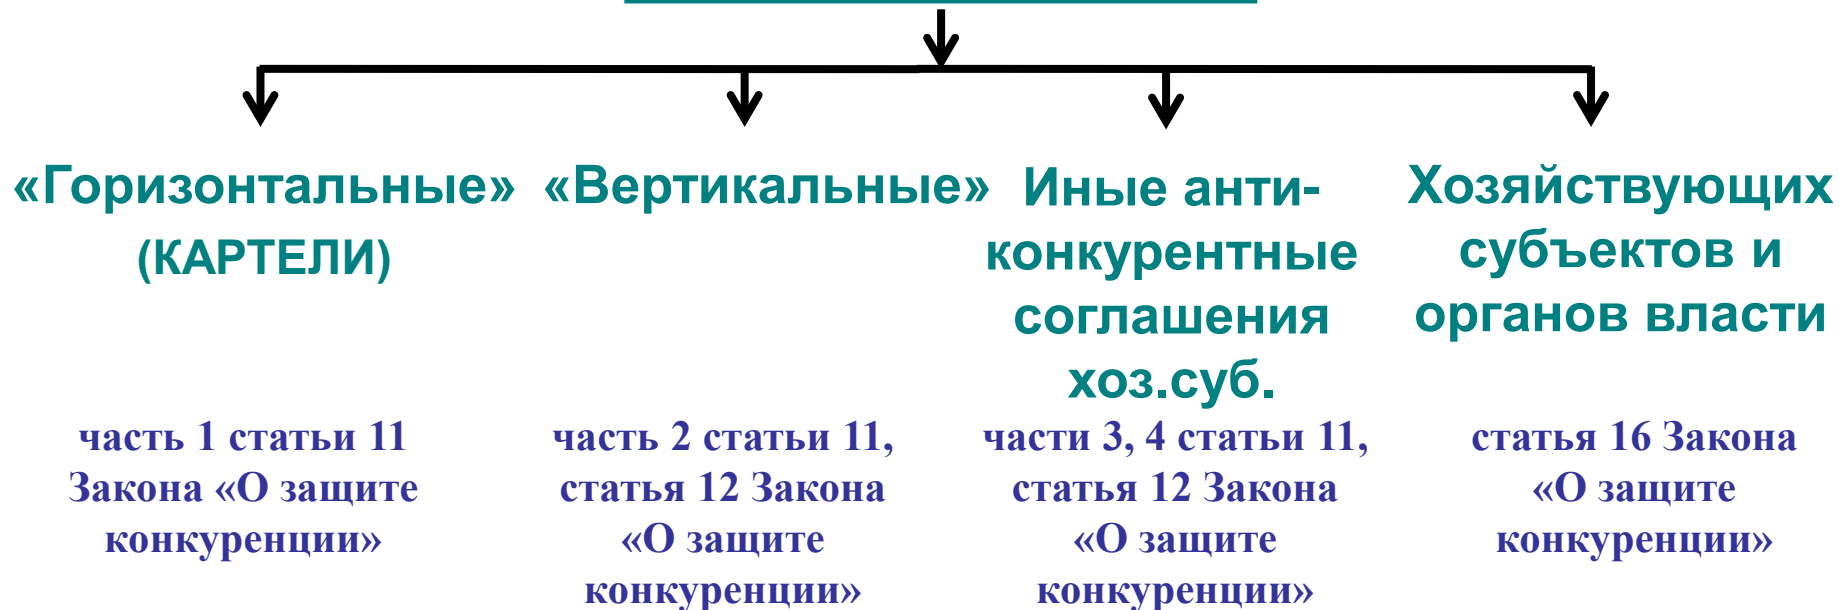 «Горизонтальные»
(КАРТЕЛИ)
часть 1 статьи 11
Закона «О защите
конкуренции»
«Вертикальные»
часть 2 статьи 11,
статья 12 Закона
«О защите
конкуренции»
Иные анти-
конкурентные
соглашения
хоз.суб.
части 3, 4 статьи 11,
статья 12 Закона
«О защите
конкуренции»
Хозяйствующих
субъектов и
органов власти
статья 16 Закона
«О защите
конкуренции»